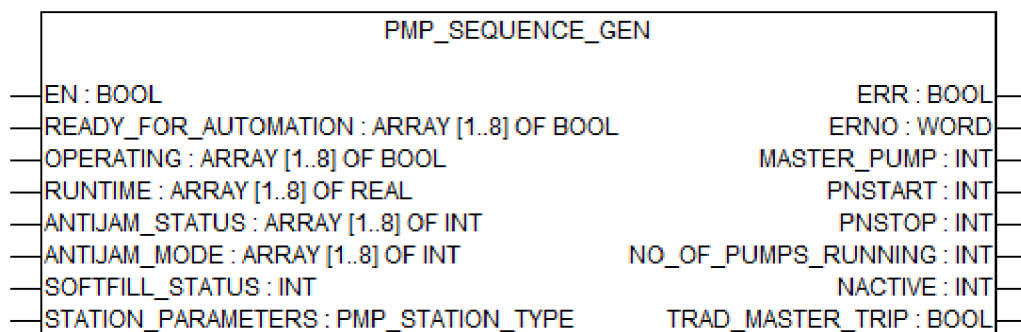 PMP_SEQUENCE_GEN
EN : BOOL ERR : BOOL
READY_FOR_AUTOMATION : ARRAY [1..8] OF BOOL ERNO : WORD
OPERATING : ARRAY [1..8] OF BOOL MASTER_PUMP : INT
RUNTIME : ARRAY [1..8] OF REAL PNSTART : INT
ANTIJAM_STATUS : ARRAY [1..8] OF INT PNSTOP : INT
ANTIJAM_MODE : ARRAY [1..8] OF INT NO_OF_PUMPS_RUNNING : INT
SOFTFILL_STATUS : INT NACTIVE : INT
STATION_PARAMETERS : PMP_STATION_TYPE TRAD_MASTER_TRIP : BOOL